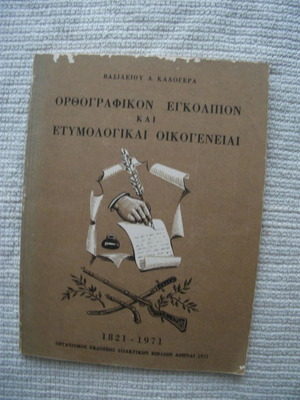 ΒΑΣΙΛΕΙΟΥ Α. ΚΑΛΟΓΕΡΑ
ΟΡΘΟΓΡΑΦΙΚΟΝ ΕΓΚΟΛΠΙΟΝ
ΚΑΙ
ΕΤΥΜΟΛΟΓΙΚΑΙ ΟΙΚΟΓΕΝΕΙΑΙ
1821 - 1971
ΟΡΓΑΝΙΣΜΟΣ ΕΚΔΟΣΕΩΣ ΔΙΔΑΚΤΙΚΩΝ ΒΙΒΛΙΩΝ ΑΘΗΝΑΙ 1971